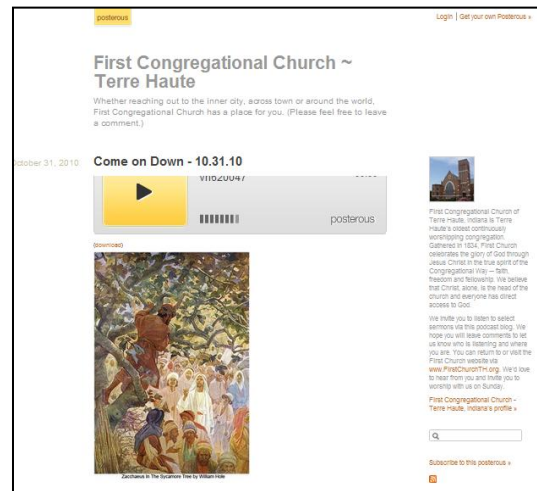 posterous
Login | Get your own Posterous »
First Congregational Church ~
Terre Haute
Whether reaching out to the inner city, across town or around the world,
First Congregational Church has a place for you. (Please feel free to leave
a comment.)
October 31, 2010
Come on Down - 10.31.10
vn620047
posterous
(download)
Zacchaeus In The Sycamore Tree by William Hole
First Congregational Church of
Terre Haute, Indiana is Terre
Haute's oldest continuously
worshipping congregation.
Gathered in 1834, First Church
celebrates the glory of God through
Jesus Christ in the true spirit of the
Congregational Way -- faith,
freedom and fellowship. We believe
that Christ, alone, is the head of the
church and everyone has direct
access to God.
We invite you to listen to select
sermons via this podcast blog. We
hope you will leave comments to let
us know who is listening and where
you are. You can return to or visit the
First Church website via
www.FirstChurchTH.org. We'd love
to hear from you and invite you to
worship with us on Sunday.
First Congregational Church -
Terre Haute, Indiana's profile »
Subscribe to this posterous »